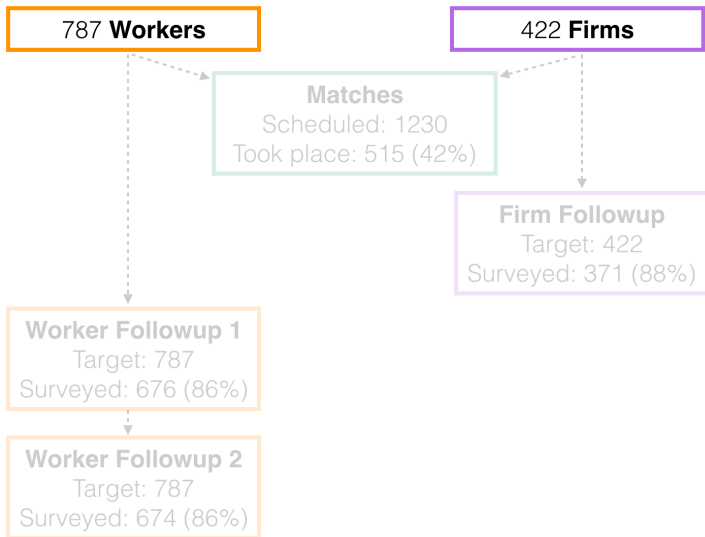 787 Workers
422 Firms
Matches
Scheduled: 1230
Took place: 515 (42%)
Firm Followup
Target: 422
Surveyed: 371 (88%)
Worker Followup 1
Target: 787
Surveyed: 676 (86%)
Worker Followup 2
Target: 787
Surveyed: 674 (86%)